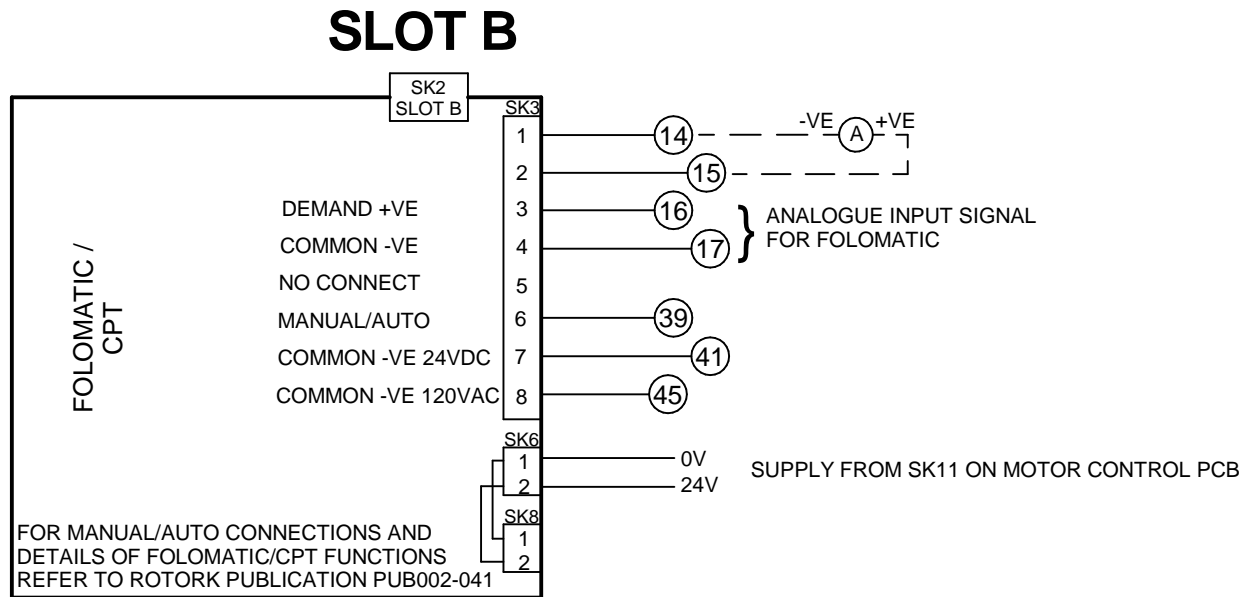 SLOT B
SK2
SLOT B
SK3
1 14 -VE A +VE
2 15
DEMAND +VE 3 16
COMMON -VE 4 17
} ANALOGUE INPUT SIGNAL
FOR FOLOMATIC
NO CONNECT 5
MANUAL/AUTO 6 39
COMMON -VE 24VDC 7 41
COMMON -VE 120VAC 8 45
FOLOMATIC /
CPT
SK6
1 0V
2 24V
SUPPLY FROM SK11 ON MOTOR CONTROL PCB
SK8
1
2
FOR MANUAL/AUTO CONNECTIONS AND
DETAILS OF FOLOMATIC/CPT FUNCTIONS
REFER TO ROTORK PUBLICATION PUB002-041